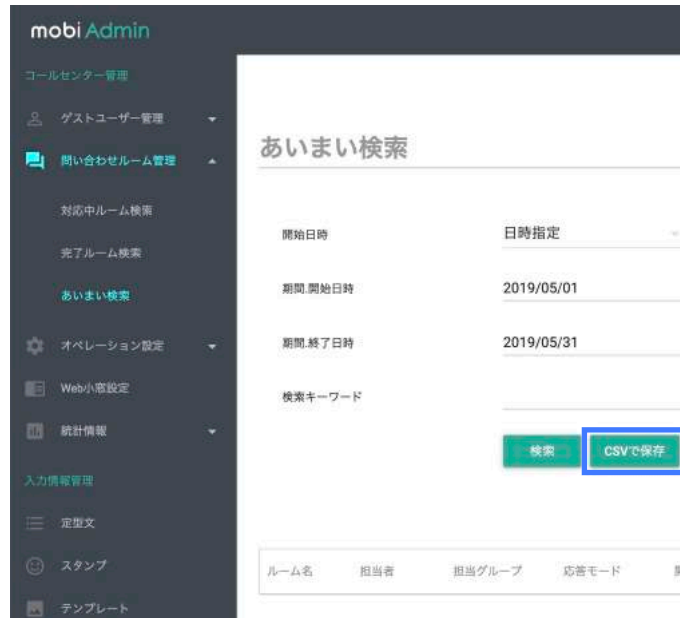 mobi Admin
コールセンター管理
ゲストユーザー管理
問い合わせルーム管理
対応中ルーム検索
完了ルーム検索
あいまい検索
オペレーション設定
Web小窓設定
統計情報
入力情報管理
定型文
スタンプ
テンプレート
あいまい検索
開始日時 日時指定
期間.開始日時 2019/05/01
期間.終了日時 2019/05/31
検索キーワード
検索 CSVで保存
ルーム名 担当者 担当グループ 応答モード